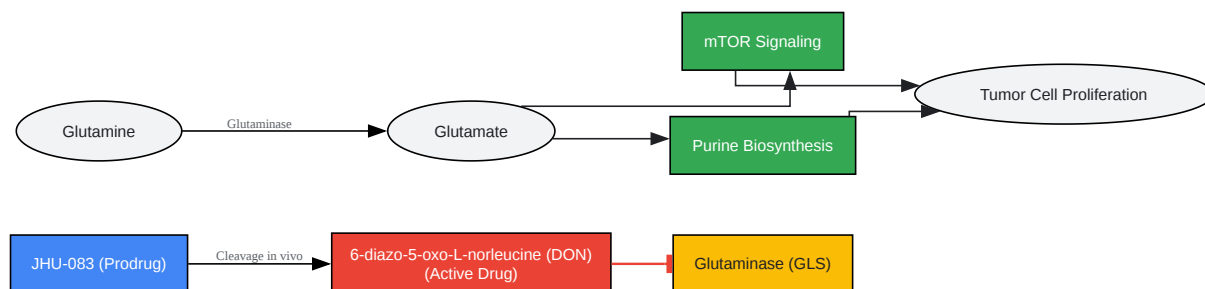 mTOR Signaling
Tumor Cell Proliferation
Glutamine
Glutaminase
Glutamate
Purine Biosynthesis
JHU-083 (Prodrug)
Cleavage in vivo
6-diazo-5-oxo-L-norleucine (DON)
(Active Drug)
Glutaminase (GLS)